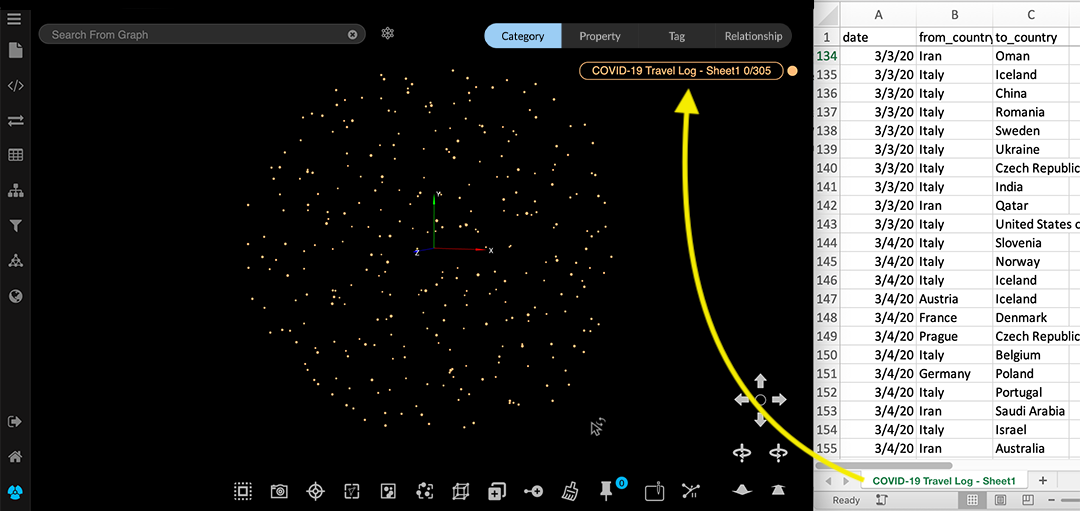 Search From Graph
Category Property Tag Relationship
COVID-19 Travel Log - Sheet1 0/305
Y
X
Z
0
A B C
1 date from_country to_country
134 3/3/20 Iran Oman
135 3/3/20 Italy Iceland
136 3/3/20 Italy China
137 3/3/20 Italy Romania
138 3/3/20 Italy Sweden
139 3/3/20 Italy Ukraine
140 3/3/20 Italy Czech Republic
141 3/3/20 Italy India
142 3/3/20 Iran Qatar
143 3/3/20 Italy United States
144 3/4/20 Italy Slovenia
145 3/4/20 Italy Norway
146 3/4/20 Italy Iceland
147 3/4/20 Austria Iceland
148 3/4/20 France Denmark
149 3/4/20 Prague Czech Republic
150 3/4/20 Italy Belgium
151 3/4/20 Germany Poland
152 3/4/20 Italy Portugal
153 3/4/20 Iran Saudi Arabia
154 3/4/20 Italy Israel
155 3/4/20 Iran Australia
COVID-19 Travel Log - Sheet1 +
Ready